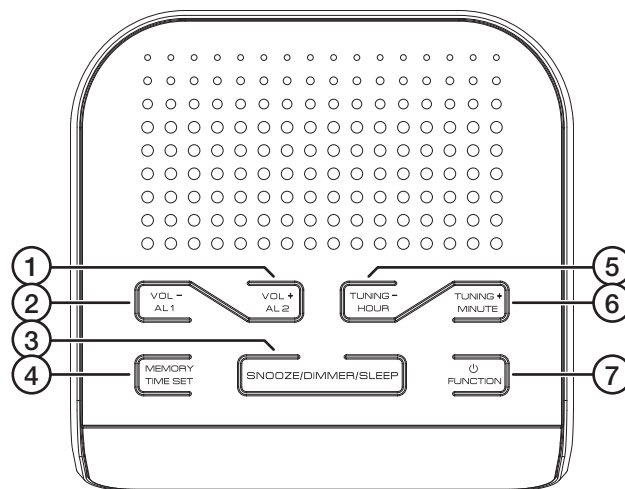 1
2
3
4
5
6
7
VOL -
AL 1
VOL +
AL 2
TUNING -
HOUR
TUNING +
MINUTE
MEMORY
TIME SET
SNOOZE/DIMMER/SLEEP
FUNCTION